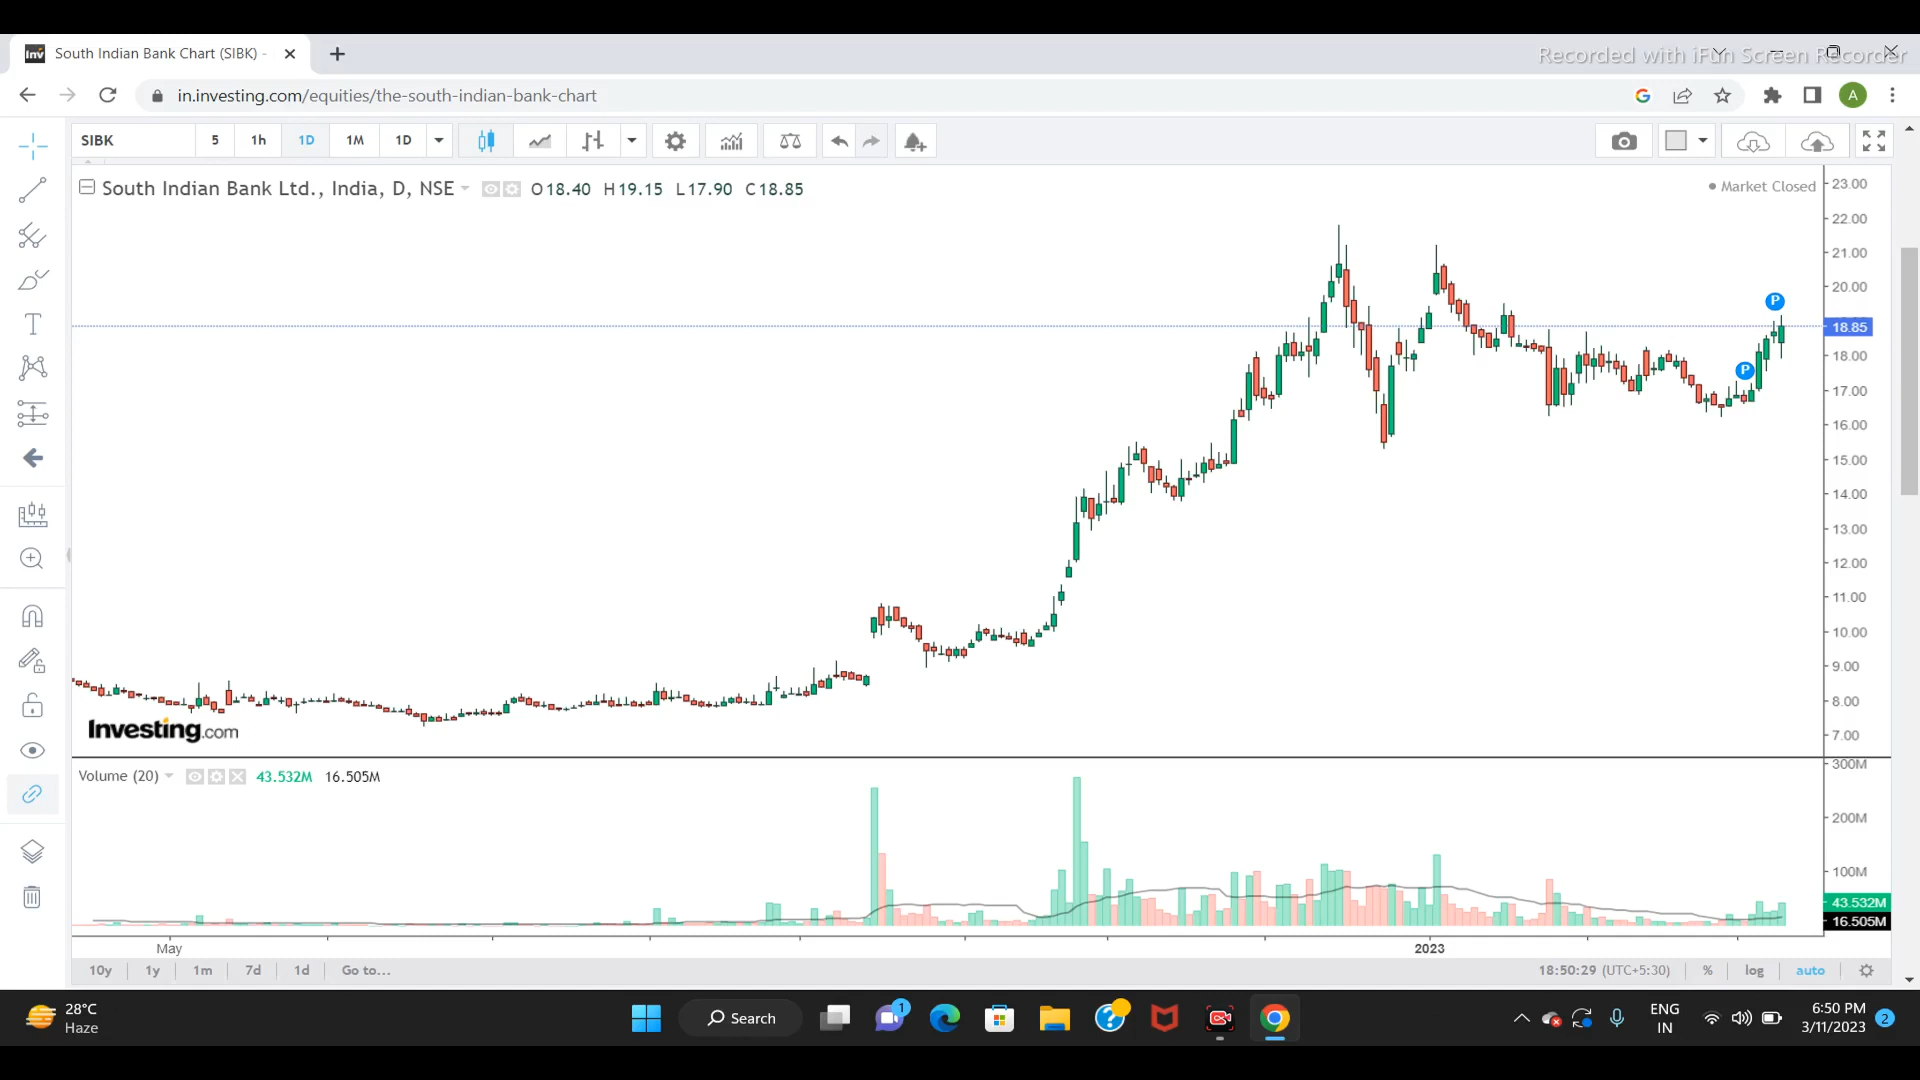 South Indian Bank Chart (SIBK) -
Recorded with iFun Screen Recorder
in.investing.com/equities/the-south-indian-bank-chart
A
SIBK 5 1h 1D 1M 1D
South Indian Bank Ltd., India, D, NSE O18.40 H19.15 L17.90 C18.85
Market Closed
23.00
22.00
21.00
20.00
P
18.85
18.00
P
17.00
16.00
15.00
14.00
13.00
12.00
11.00
10.00
9.00
8.00
7.00
Investing.com
Volume (20) 43.532M 16.505M
300M
200M
100M
43.532M
16.505M
May 2023
10y 1y 1m 7d 1d Go to... 18:50:29 (UTC+5:30) % log auto
28°C
Haze
Search
1
ENG
IN
6:50 PM
3/11/2023
2